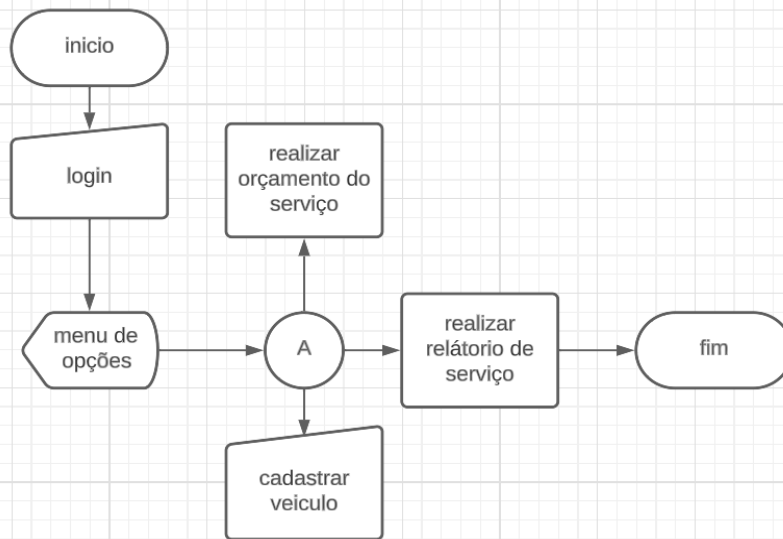 inicio
login
realizar
orçamento do
serviço
menu de
opções
A
realizar
relátorio de
serviço
fim
cadastrar
veiculo